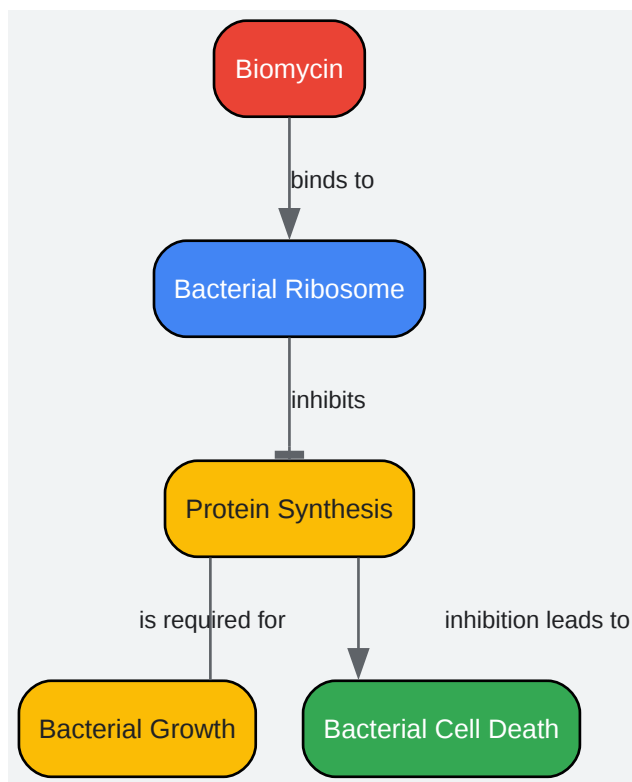 Biomycin
binds to
Bacterial Ribosome
inhibits
Protein Synthesis
is required for
inhibition leads to
Bacterial Growth
Bacterial Cell Death